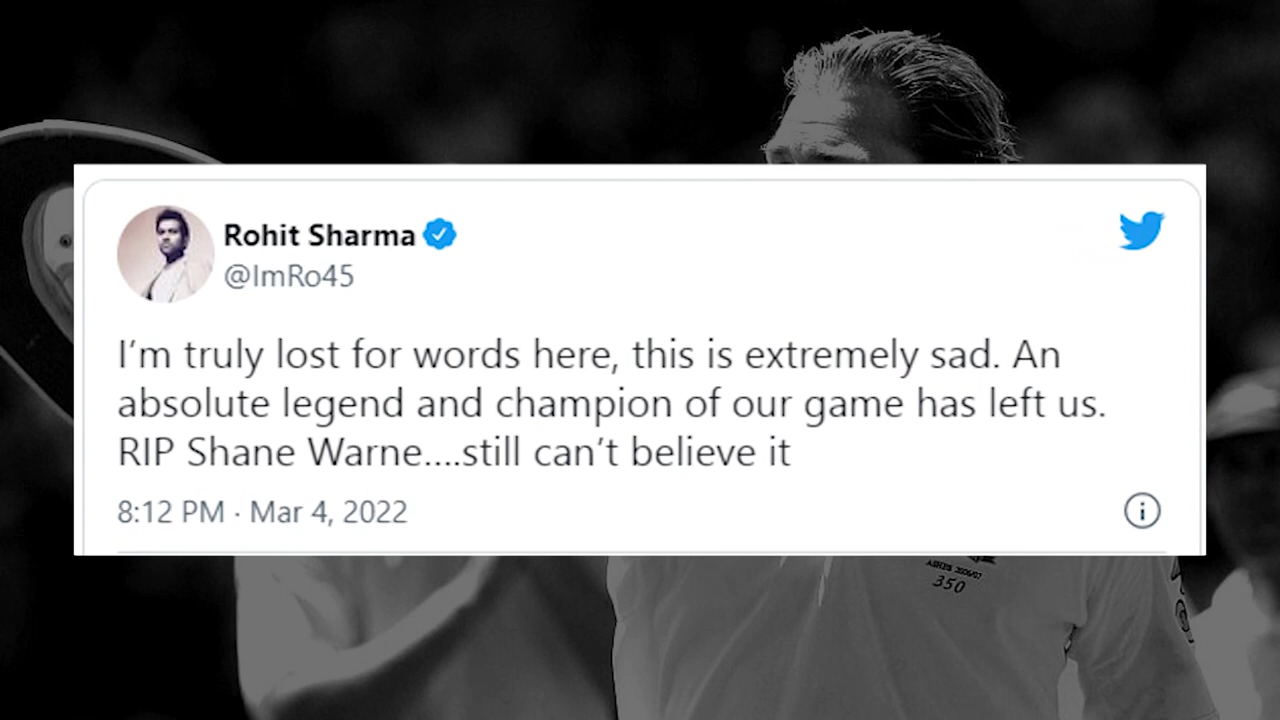 Rohit Sharma
@ImRo45
I’m truly lost for words here, this is extremely sad. An
absolute legend and champion of our game has left us.
RIP Shane Warne....still can’t believe it
8:12 PM · Mar 4, 2022
350